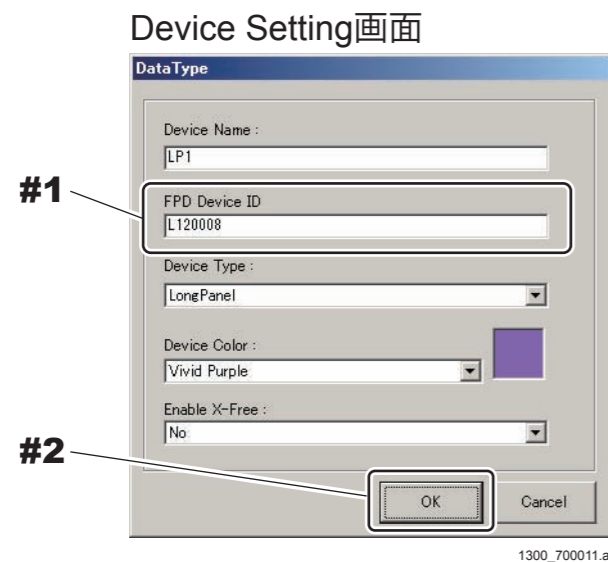 Device Setting画面
DataType
Device Name :
LP1
#1
FPD Device ID
L120008
Device Type :
LongPanel
Device Color :
Vivid Purple
Enable X-Free :
No
#2
OK
Cancel
1300_700011.a